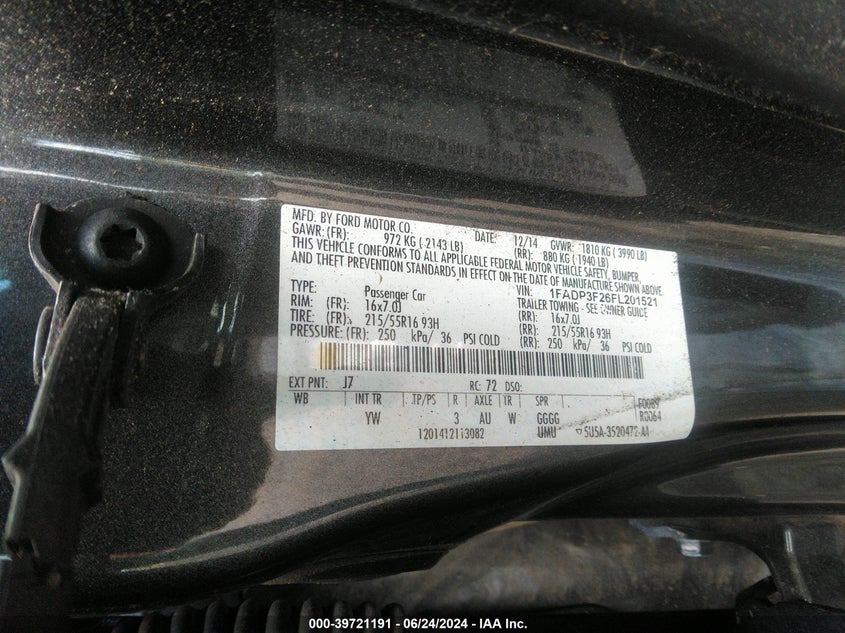 MFD. BY FORD MOTOR CO.
DATE: 12/14 GVWR: 1810 KG ( 3990 LB)
GAWR: (FR): 972 KG ( 2143 LB) (RR): 880 KG ( 1940 LB)
THIS VEHICLE CONFORMS TO ALL APPLICABLE FEDERAL MOTOR VEHICLE SAFETY, BUMPER,
AND THEFT PREVENTION STANDARDS IN EFFECT ON THE DATE OF MANUFACTURE SHOWN ABOVE.
VIN: 1FADP3F26FL201521
TYPE: Passenger Car TRAILER TOWING - SEE OWNER GUIDE
RIM: (FR): 16x7.0J (RR): 16x7.0J
TIRE: (FR): 215/55R16 93H (RR): 215/55R16 93H
PRESSURE: (FR): 250 kPa/ 36 PSI COLD (RR): 250 kPa/ 36 PSI COLD
EXT PNT: J7 RC: 72 DSO:
WB INT TR TP/PS R AXLE TR SPR F0089
YW 3 AU W GGGG R0064
1201412113082 UMU ▽5U5A-3520472-AA
000-39721191 - 06/24/2024 - IAA Inc.